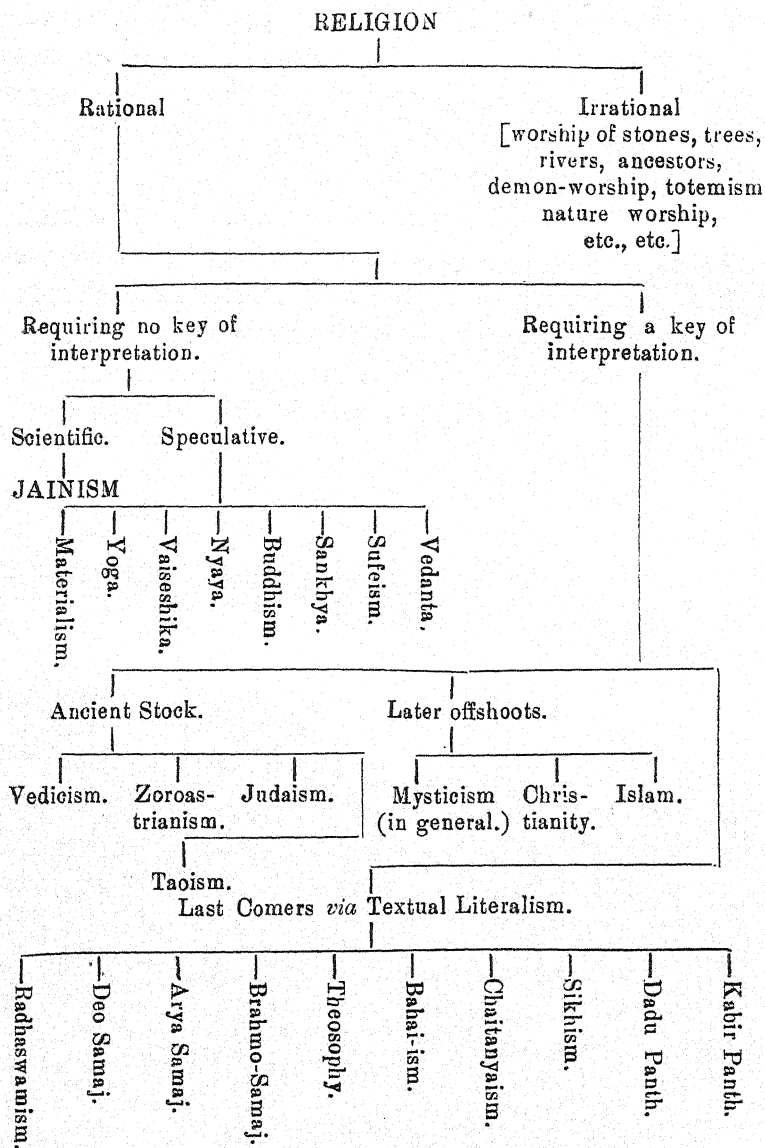 RELIGION
Rational
Irrational
[worship of stones, trees,
rivers, ancestors,
demon-worship, totemism
nature worship,
etc., etc.]
Requiring no key of
interpretation.
Requiring a key of
interpretation.
Scientific.
Speculative.
JAINISM
Materialism.
Yoga.
Vaiseshika.
Nyaya.
Buddhism.
Sankhya.
Sufeism.
Vedanta.
Ancient Stock.
Later offshoots.
Vedicism.
Zoroas-
trianism.
Judaism.
Mysticism
(in general.)
Chris-
tianity.
Islam.
Taoism.
Last Comers via Textual Literalism.
Radhaswamism.
Deo Samaj.
Arya Samaj.
Brahmo-Samaj.
Theosophy.
Bahai-ism.
Chaitanyaism.
Sikhism.
Dadu Panth.
Kabir Panth.